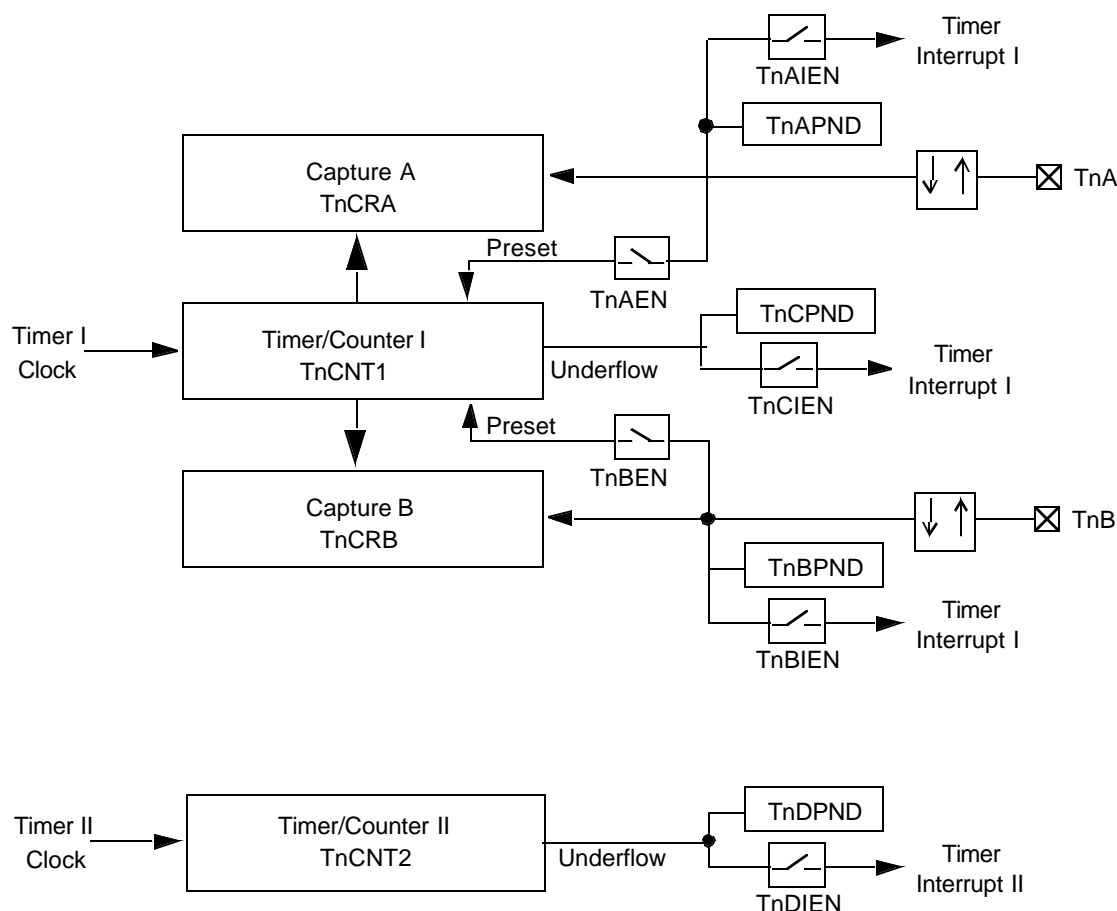 Timer
Interrupt I
TnAIEN
TnAPND
Capture A
TnCRA
TnA
Preset
TnAEN
TnCPND
Timer I
Clock
Timer/Counter I
TnCNT1
Underflow
Timer
Interrupt I
TnCIEN
Preset
TnBEN
Capture B
TnCRB
TnB
TnBPND
Timer
Interrupt I
TnBIEN
TnDPND
Timer II
Clock
Timer/Counter II
TnCNT2
Underflow
Timer
Interrupt II
TnDIEN